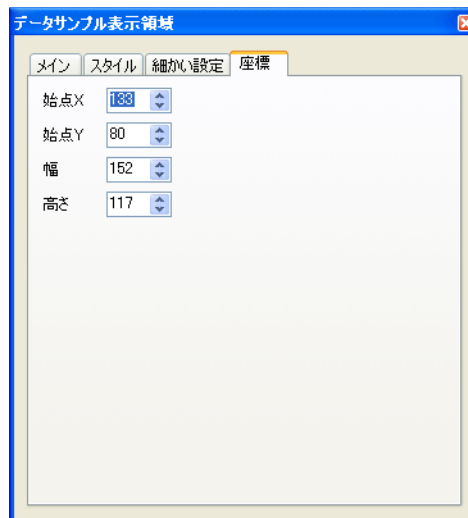 データサンプル表示領域
メイン スタイル 細かい設定 座標
始点X 133
始点Y 80
幅 152
高さ 117